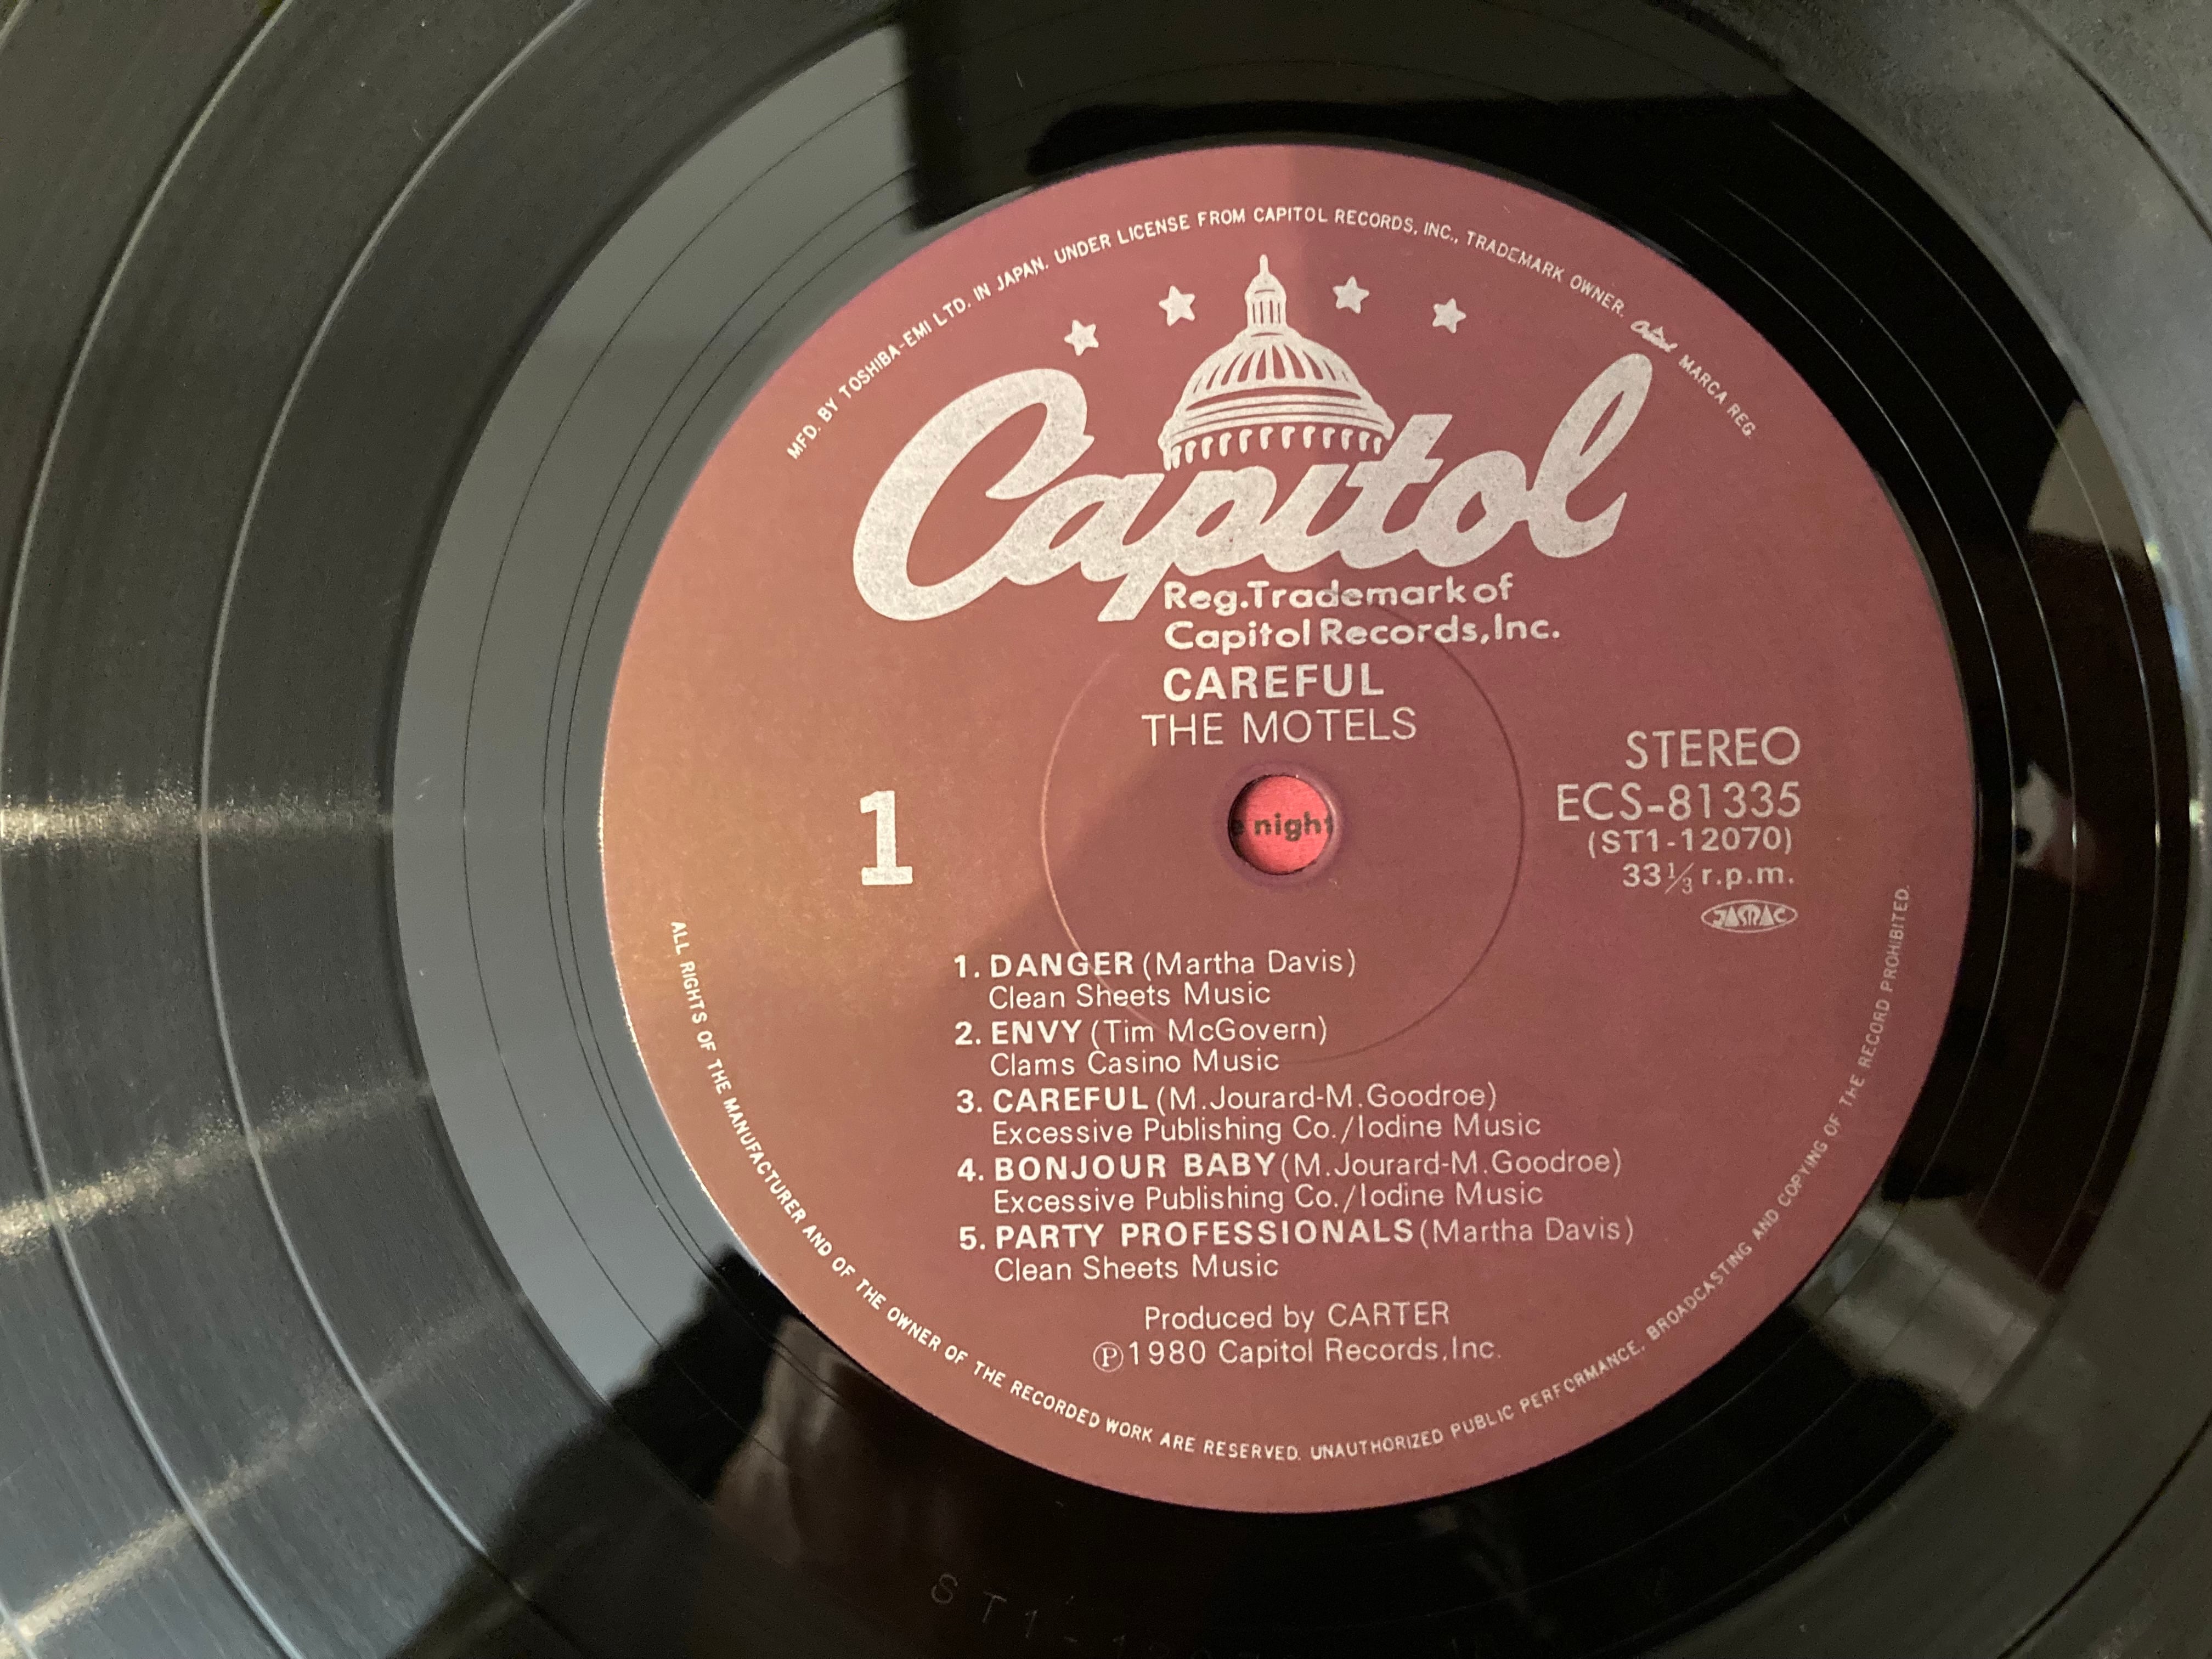 MFD. BY TOSHIBA-EMI LTD. IN JAPAN. UNDER LICENSE FROM CAPITOL RECORDS, INC., TRADEMARK OWNER. Capitol MARCA REG.
Capitol
Reg.Trademark of
Capitol Records,Inc.
CAREFUL
THE MOTELS
STEREO
ECS-81335
(ST1-12070)
33⅓ r.p.m.
JASRAC
1
night
1. DANGER (Martha Davis)
Clean Sheets Music
2. ENVY (Tim McGovern)
Clams Casino Music
3. CAREFUL (M.Jourard-M.Goodroe)
Excessive Publishing Co./Iodine Music
4. BONJOUR BABY (M.Jourard-M.Goodroe)
Excessive Publishing Co./Iodine Music
5. PARTY PROFESSIONALS (Martha Davis)
Clean Sheets Music
Produced by CARTER
Ⓟ1980 Capitol Records,Inc.
ALL RIGHTS OF THE MANUFACTURER AND OF THE OWNER OF THE RECORDED WORK ARE RESERVED. UNAUTHORIZED PUBLIC PERFORMANCE, BROADCASTING AND COPYING OF THE RECORD PROHIBITED.